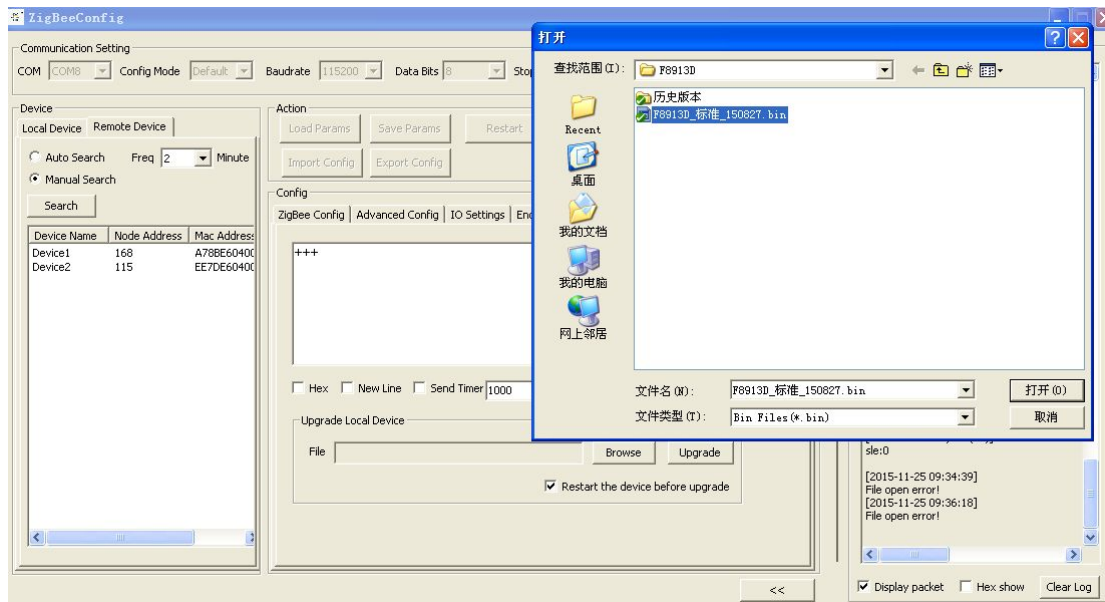 ZigBeeConfig
Communication Setting
COM COM8 Config Mode Default Baudrate 115200 Data Bits 8 Stop
Device
Local Device Remote Device
Auto Search Freq 2 Minute
Manual Search
Search
Device Name Node Address Mac Address
Device1 168 A78BE60400
Device2 115 EE7DE60400
Action
Load Params Save Params Restart
Import Config Export Config
Config
ZigBee Config Advanced Config IO Settings Enc
+++
Hex New Line Send Timer 1000
Upgrade Local Device
File Browse Upgrade
Restart the device before upgrade
<<
打开
查找范围(I): F8913D
历史版本
F8913D_标准_150827.bin
Recent
桌面
我的文档
我的电脑
网上邻居
文件名(N): F8913D_标准_150827.bin 打开(O)
文件类型(T): Bin Files(*.bin) 取消
sle:0
[2015-11-25 09:34:39]
File open error!
[2015-11-25 09:36:18]
File open error!
Display packet Hex show Clear Log